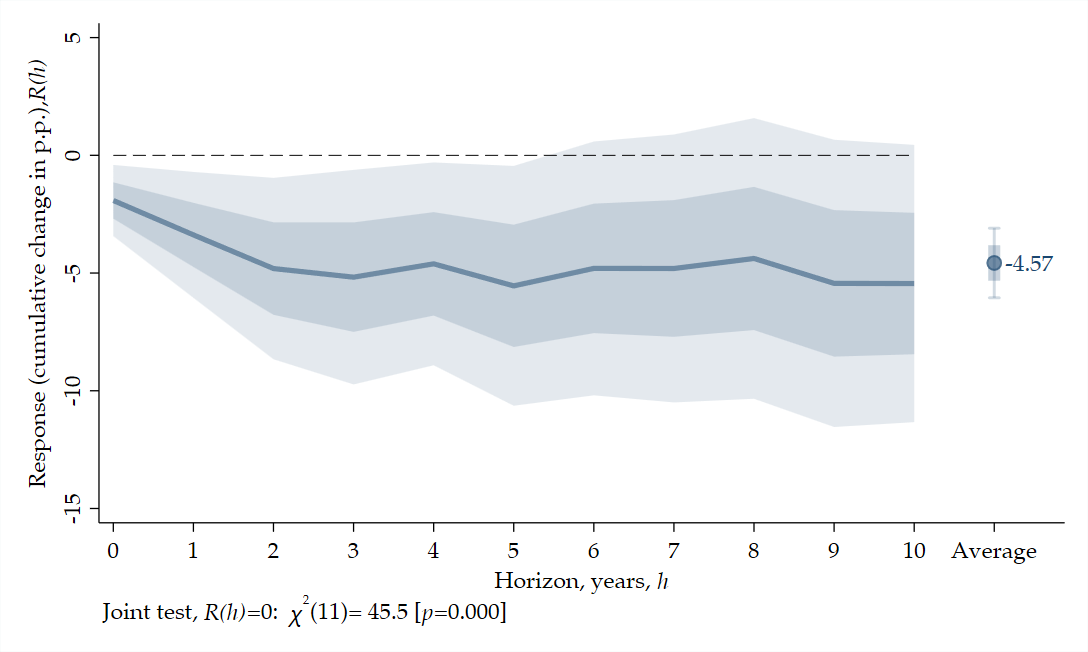 Response (cumulative change in p.p.),R(h)
5
0
-5
-10
-15
-4.57
0 1 2 3 4 5 6 7 8 9 10 Average
Horizon, years, h
Joint test, R(h)=0: χ²(11)= 45.5 [p=0.000]